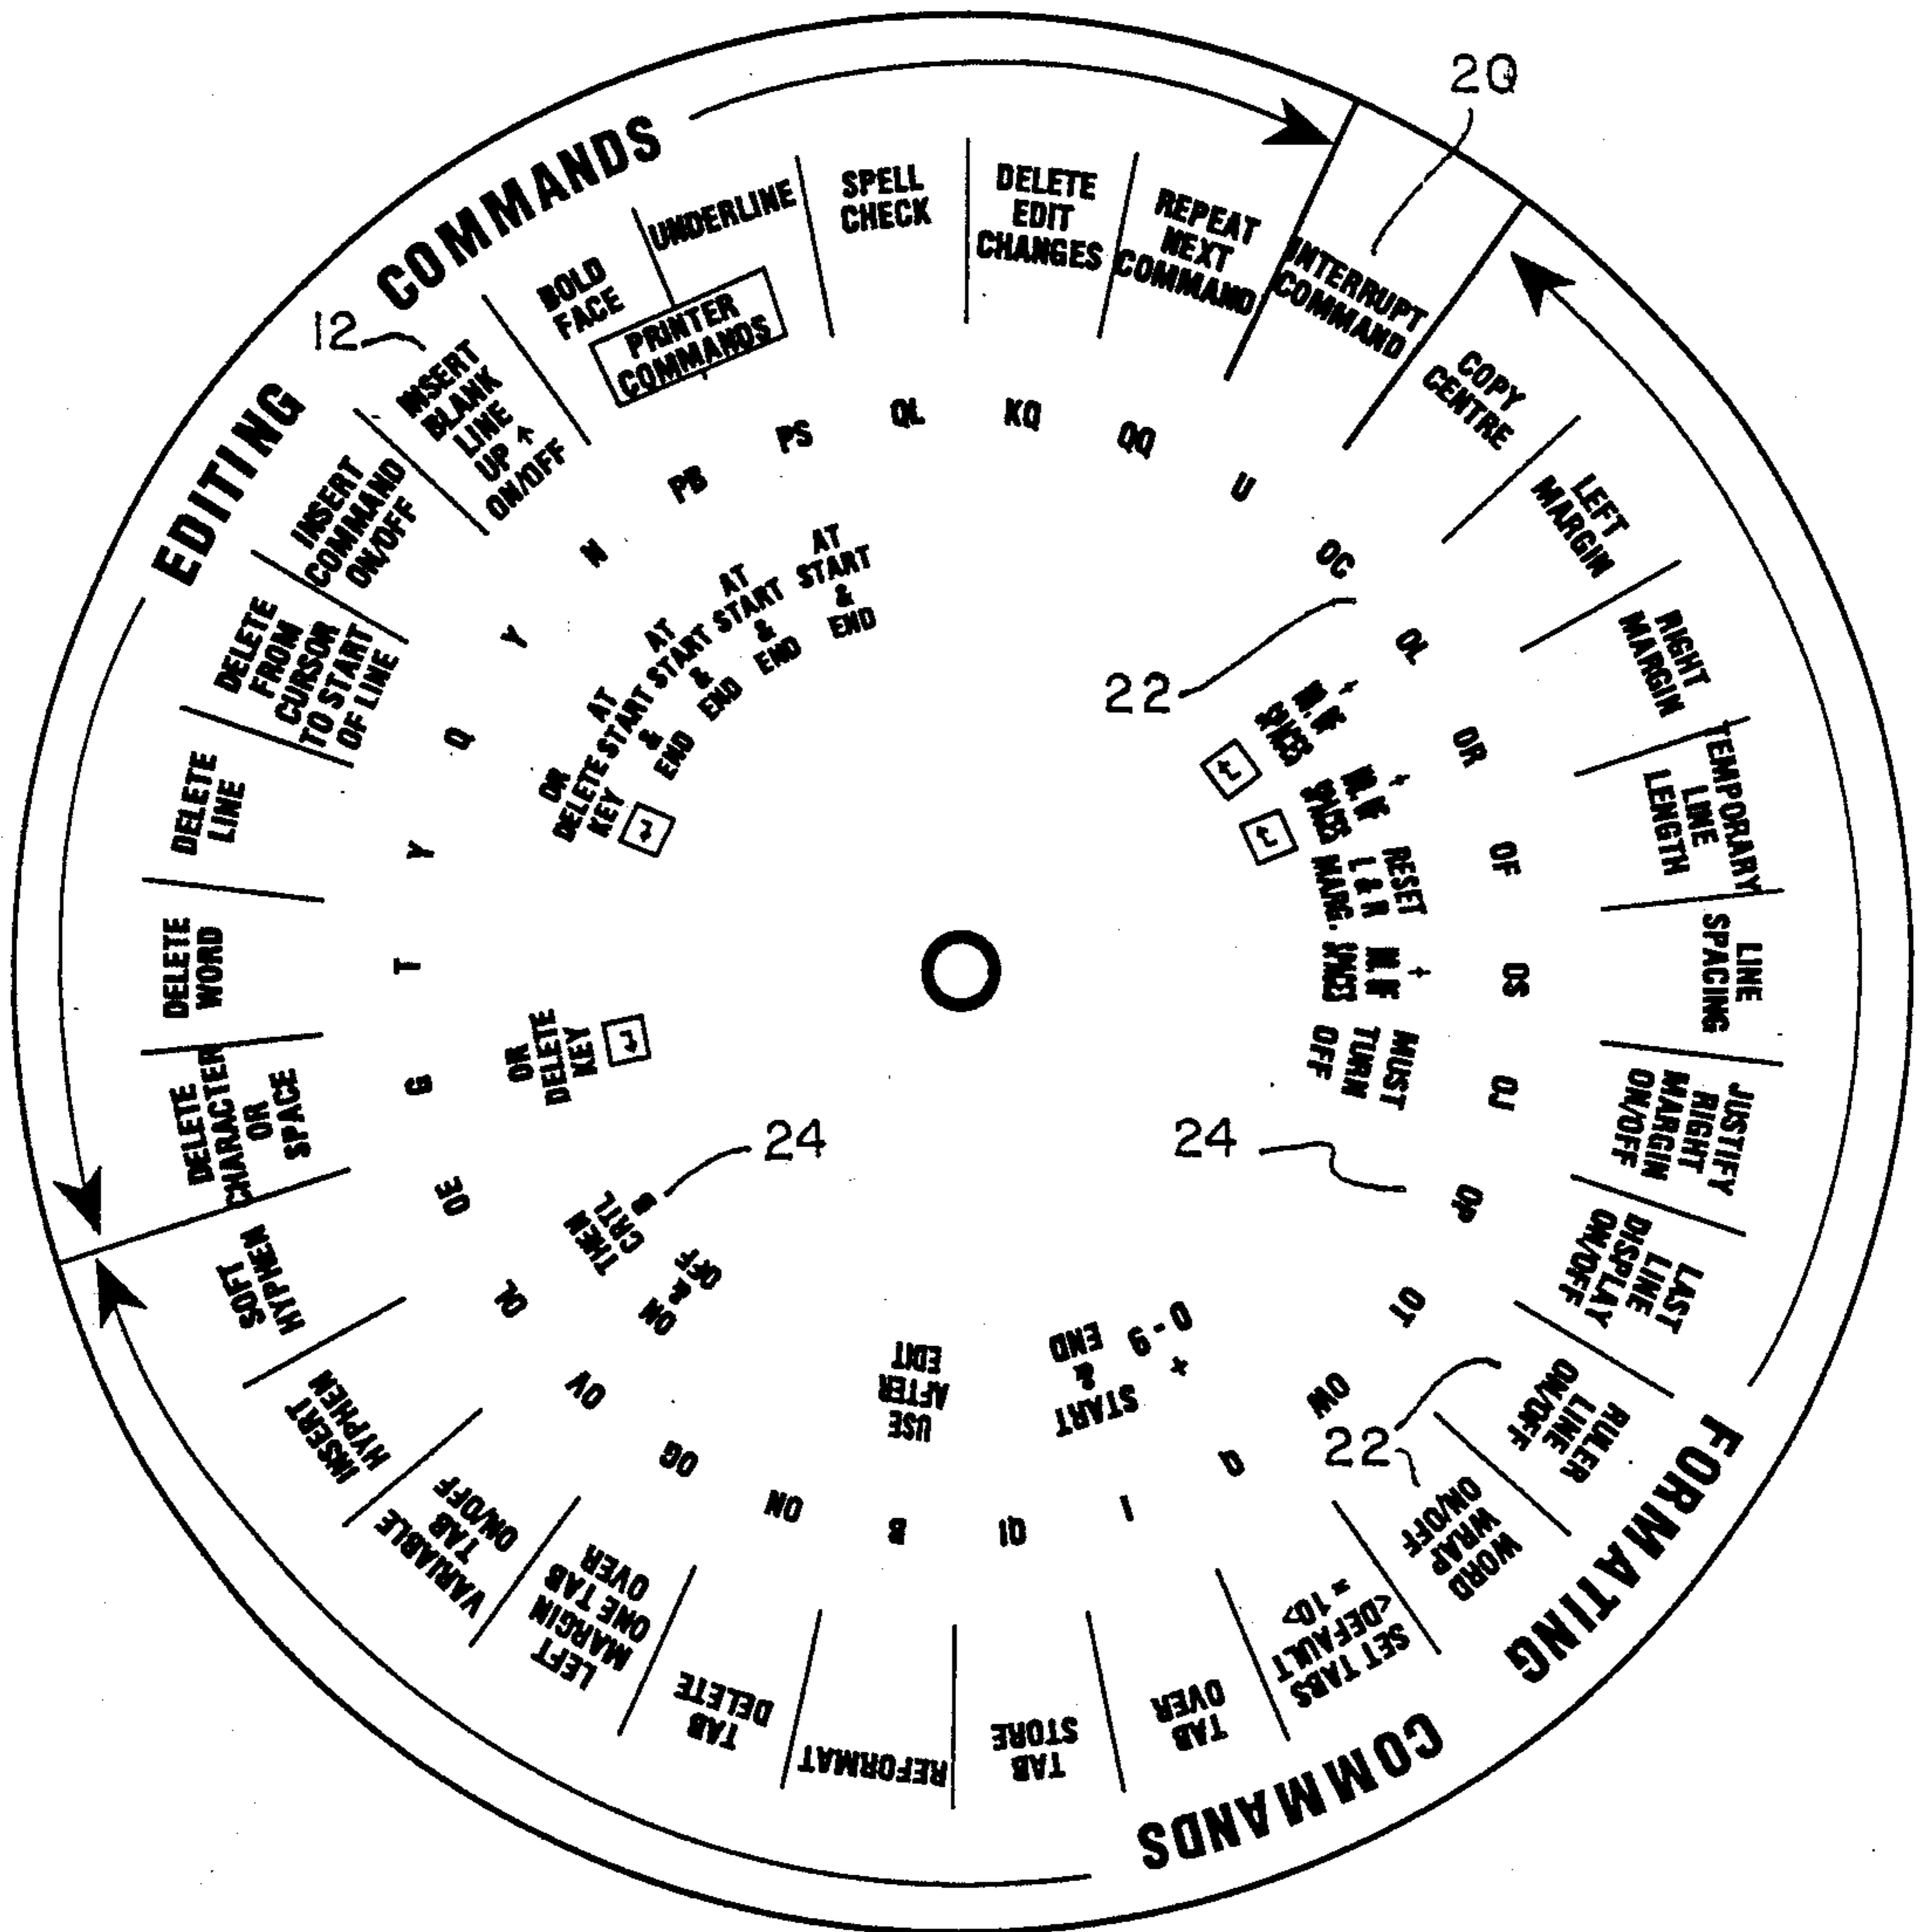 EDITING
COMMANDS
DELETE
CHARACTER
OR
SPACE
DELETE
WORD
DELETE
LINE
DELETE
FROM
CURSON
TO START
OF LINE
INSERT
COMMAND
ON/OFF
INSERT
BLANK
LINE
UP ↑
ON/OFF
BOLD
FACE
UNDERLINE
PRINTER
COMMANDS
SPELL
CHECK
DELETE
EDIT
CHANGES
REPEAT
NEXT
COMMAND
INTERRUPT
COMMAND
COPY
CENTRE
LEFT
MARGIN
RIGHT
MARGIN
TEMPORARY
LINE
LENGTH
LINE
SPACING
JUSTIFY
RIGHT
MARGIN
ON/OFF
LAST
LINE
DISPLAY
ON/OFF
RULER
LINE
ON/OFF
WORD
WRAP
ON/OFF
SET TABS
<DEFAULT
= 10>
TAB
OVER
TAB
STORE
REFORMAT
TAB
DELETE
LEFT
MARGIN
ONE TAB
OVER
VARIABLE
TAB
ON/OFF
INSERT
HYPHEN
SOFT
HYPHEN
FORMATING
COMMANDS
G
T
Y
Q
Y
N
PB
PS
QL
KQ
QQ
U
OC
OL
OR
OF
OS
OJ
OP
OT
OW
Q
I
QI
B
ON
OG
OV
QL
OE
OR
DELETE
KEY
OR
DELETE
KEY
AT
START
&
END
AT
START
&
END
AT
START
&
END
AT
START
&
END
+
SPACES
+
SPACES
RESET
L & R
MARG.
+
SPACES
MUST
TURN
OFF
+
0 - 9
START
&
END
USE
AFTER
EDIT
ON
&
OFF
THEN
CRTL
12
20
22
24
24
22